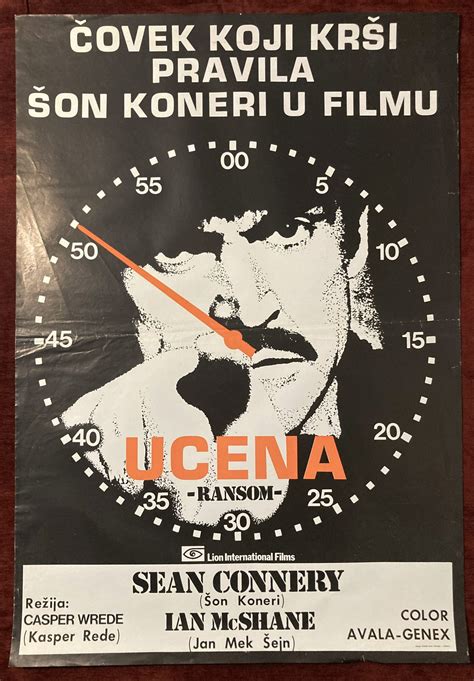 ČOVEK KOJI KRŠI
PRAVILA
ŠON KONERI U FILMU
00
55
5
50
10
45
15
40
20
35
25
30
UCENA
-RANSOM-
Lion International Films
SEAN CONNERY
(Šon Koneri)
Režija:
CASPER WREDE
(Kasper Rede)
IAN McSHANE
(Jan Mek Šejn)
COLOR
AVALA-GENEX